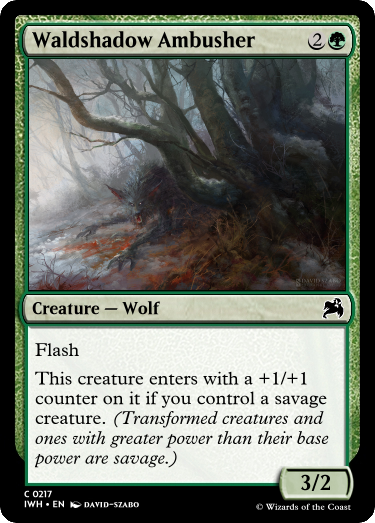 Waldshadow Ambusher 2
Creature — Wolf
Flash
This creature enters with a +1/+1
counter on it if you control a savage
creature. (Transformed creatures and
ones with greater power than their base
power are savage.)
3/2
C 0217
IWH • EN DAVID-SZABO
© Wizards of the Coast